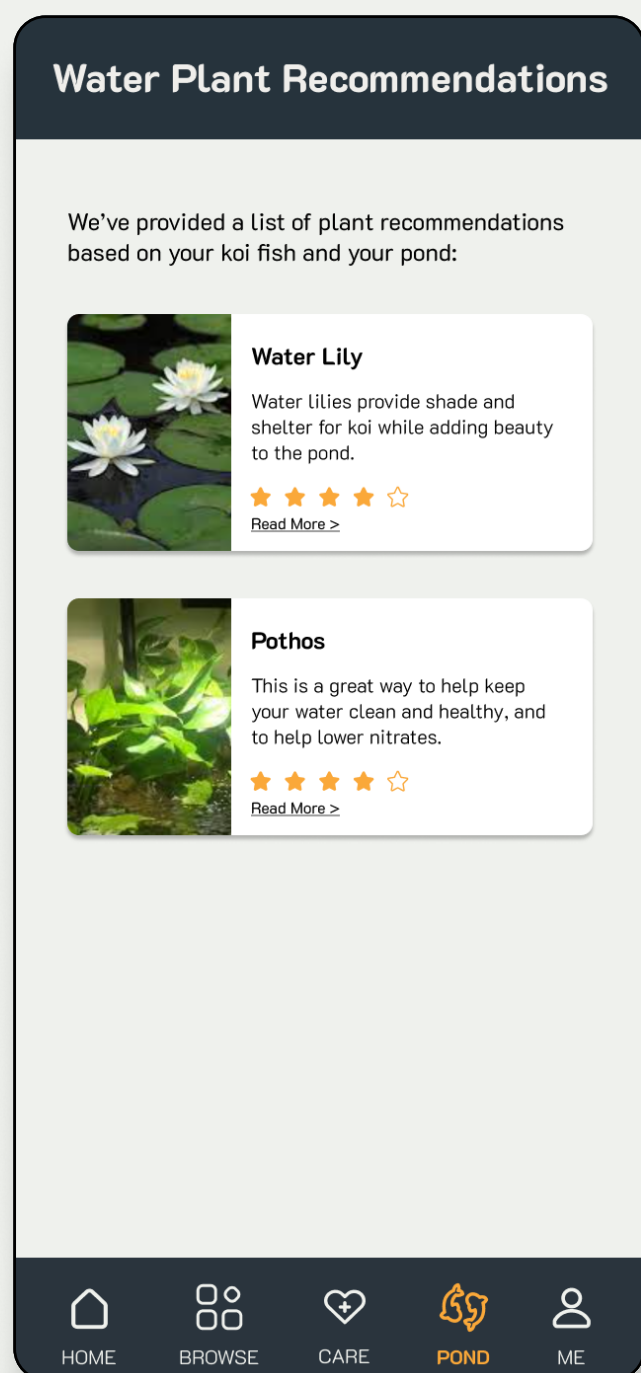 Water Plant Recommendations
We’ve provided a list of plant recommendations
based on your koi fish and your pond:
Water Lily
Water lilies provide shade and
shelter for koi while adding beauty
to the pond.
Read More >
Pothos
This is a great way to help keep
your water clean and healthy, and
to help lower nitrates.
Read More >
HOME BROWSE CARE POND ME